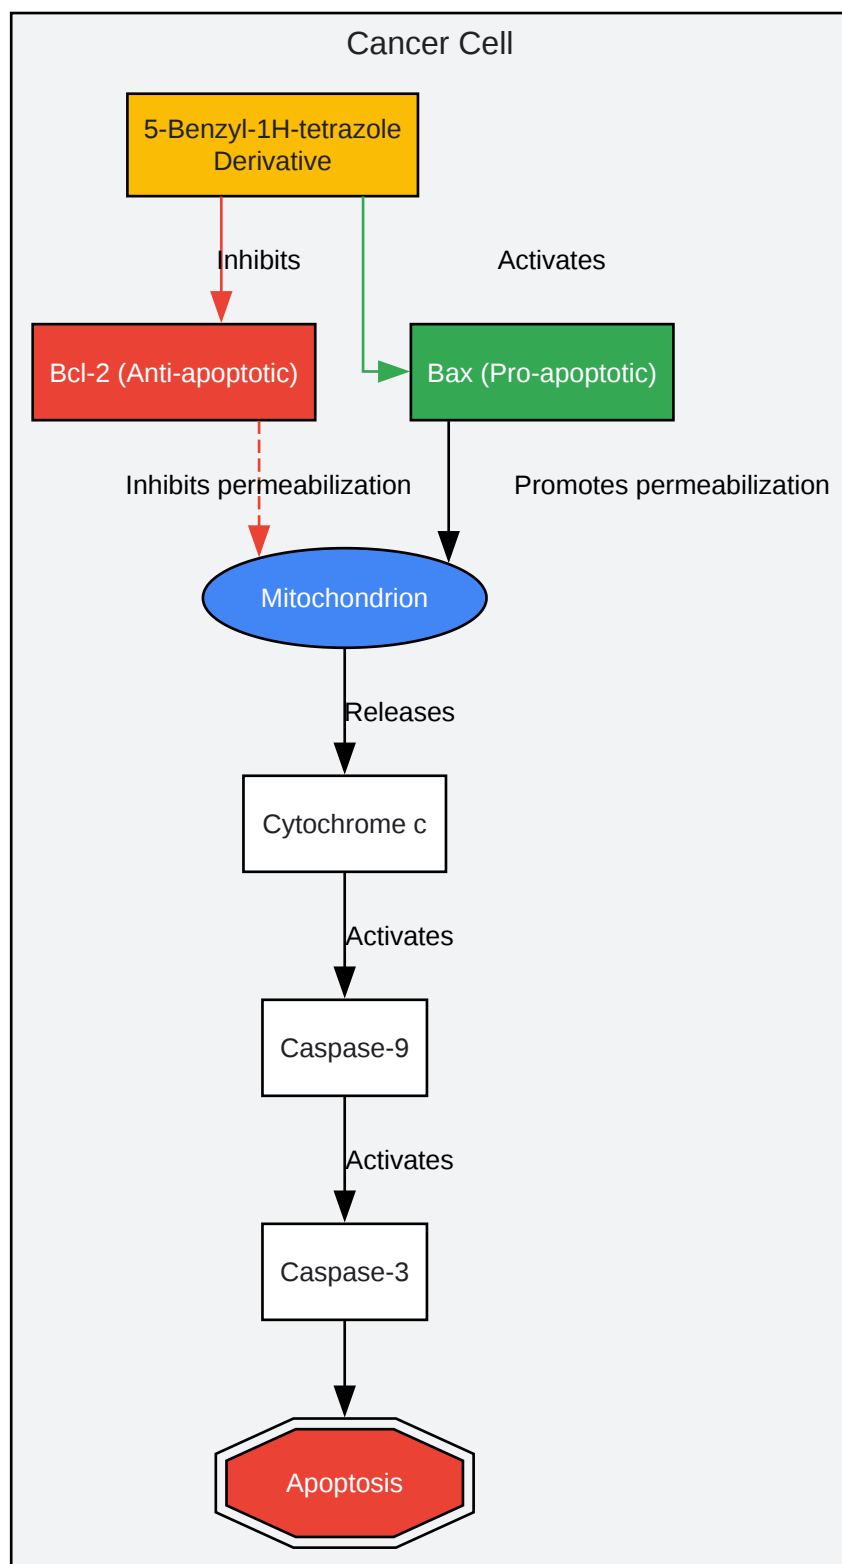 Cancer Cell
5-Benzyl-1H-tetrazole
Derivative
Inhibits
Activates
Bcl-2 (Anti-apoptotic)
Bax (Pro-apoptotic)
Inhibits permeabilization
Promotes permeabilization
Mitochondrion
Releases
Cytochrome c
Activates
Caspase-9
Activates
Caspase-3
Apoptosis